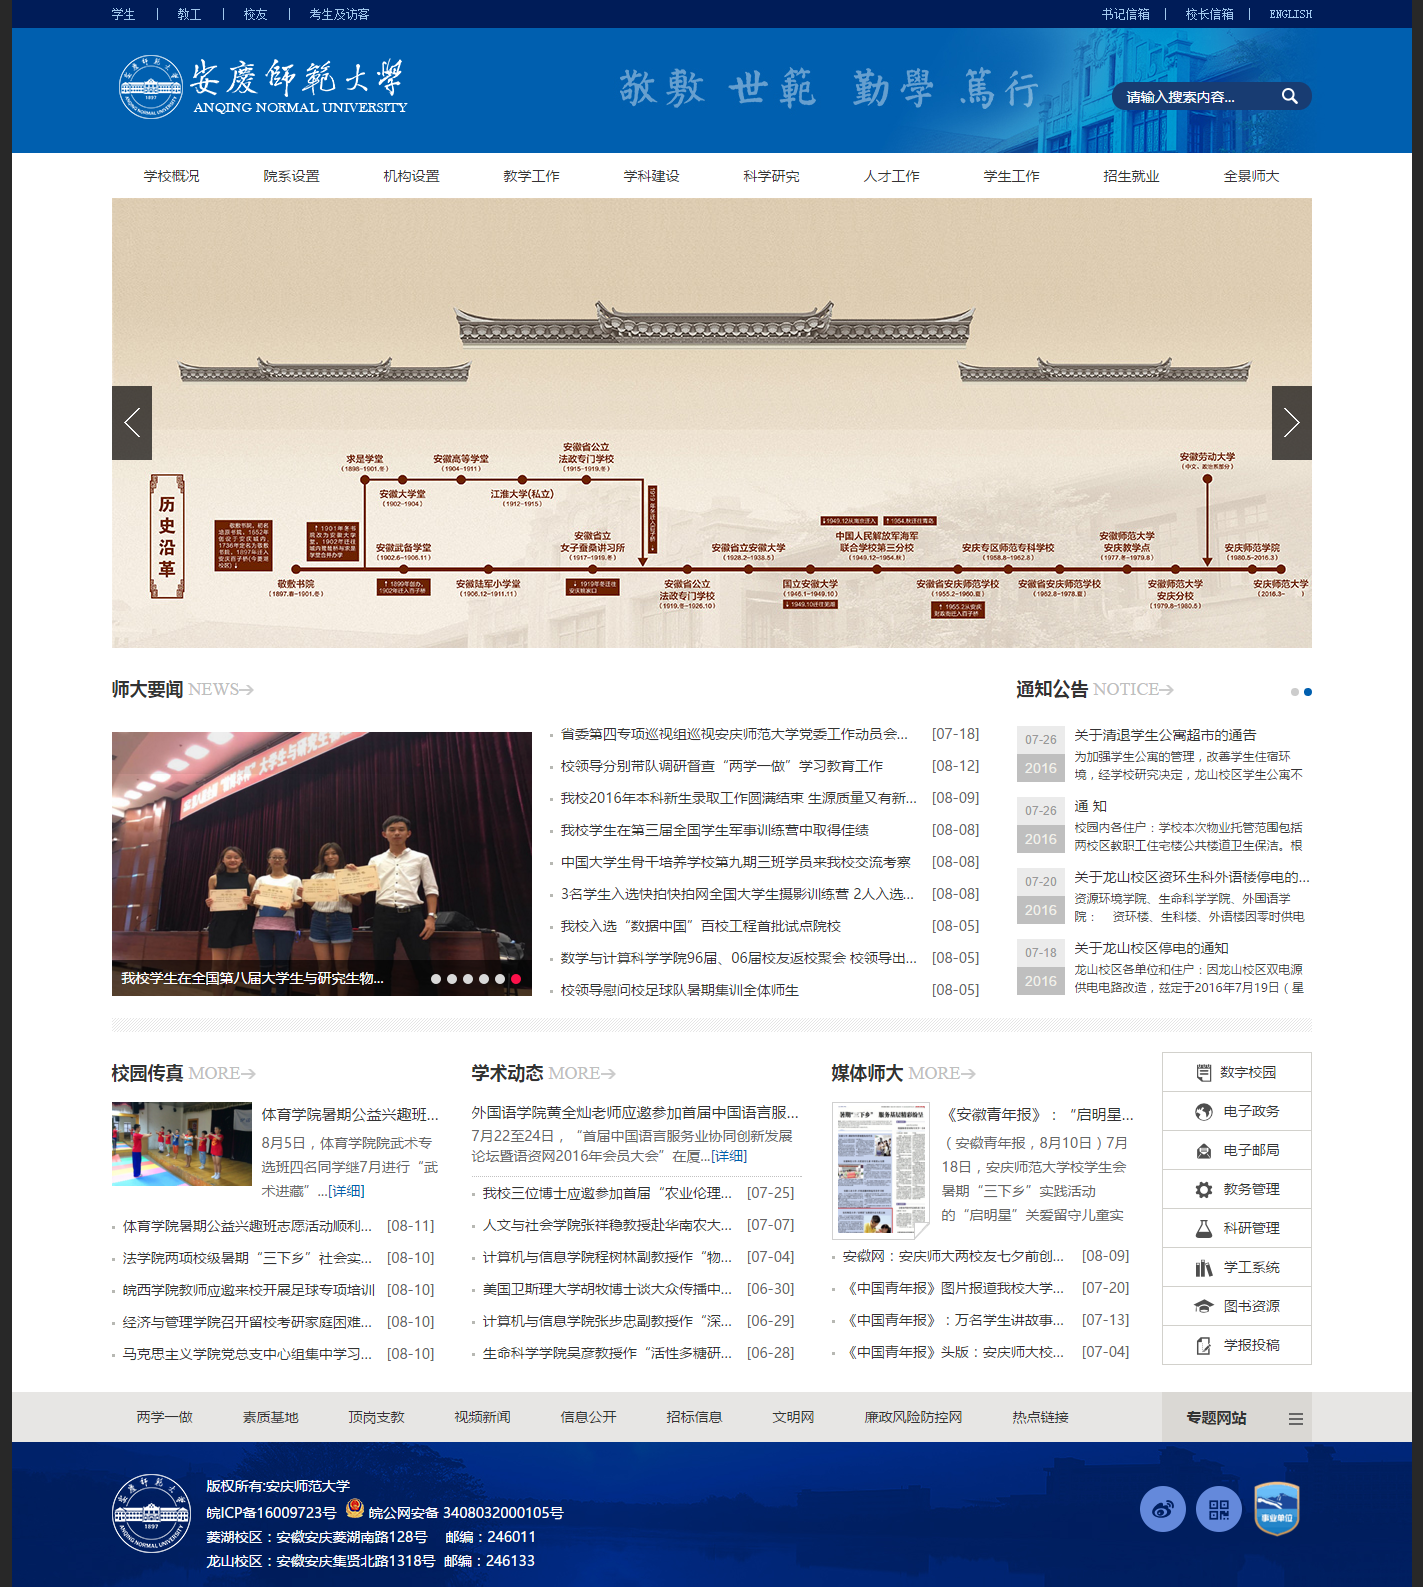 学生 | 教工 | 校友 | 考生及访客
书记信箱 | 校长信箱 | ENGLISH
安慶師範大學
ANQING NORMAL UNIVERSITY
敬敷 世範 勤學 篤行
请输入搜索内容...
学校概况 院系设置 机构设置 教学工作 学科建设 科学研究 人才工作 学生工作 招生就业 全景师大
历史沿革
求是学堂
(1898-1901.冬)
安徽大学堂
(1902-1904)
安徽高等学堂
(1904-1911)
江淮大学(私立)
(1912-1915)
安徽省公立
法政专门学校
(1915-1919.冬)
安徽劳动大学
(中文、政治系部分)
敬敷书院
(1897.春-1901.冬)
安徽武备学堂
(1902.6-1906.11)
↑1899年创办,
1902年迁入百子桥
安徽陆军小学堂
(1906.12-1911.11)
安徽省立
女子蚕桑讲习所
(1917-1919.冬)
安徽省公立
法政专门学校
(1919.冬-1926.10)
安徽省立安徽大学
(1928.2-1938.5)
国立安徽大学
(1946.1-1949.10)
↓1949.10迁往芜湖
↓1949.12从南京迁入
↑1954.秋迁往青岛
中国人民解放军海军
联合学校第三分校
(1949.12-1954.秋)
安徽省安庆师范学校
(1955.2-1960.夏)
安庆专区师范专科学校
(1958.8-1962.8)
安徽省安庆师范学校
(1962.8-1978.夏)
安徽师范大学
安庆教学点
(1977.冬-1979.8)
安徽师范大学
安庆分校
(1979.8-1980.5)
安庆师范学院
(1980.5-2016.3)
安庆师范大学
(2016.3- )
师大要闻 NEWS
我校学生在全国第八届大学生与研究生物...
省委第四专项巡视组巡视安庆师范大学党委工作动员会... [07-18]
校领导分别带队调研督查“两学一做”学习教育工作 [08-12]
我校2016年本科新生录取工作圆满结束 生源质量又有新... [08-09]
我校学生在第三届全国学生军事训练营中取得佳绩 [08-08]
中国大学生骨干培养学校第九期三班学员来我校交流考察 [08-08]
3名学生入选快拍快拍网全国大学生摄影训练营 2人入选... [08-08]
我校入选“数据中国”百校工程首批试点院校 [08-05]
数学与计算科学学院96届、06届校友返校聚会 校领导出... [08-05]
校领导慰问校足球队暑期集训全体师生 [08-05]
通知公告 NOTICE
07-26
2016
关于清退学生公寓超市的通告
为加强学生公寓的管理，改善学生住宿环
境，经学校研究决定，龙山校区学生公寓不
07-26
2016
通 知
校园内各住户：学校本次物业托管范围包括
两校区教职工住宅楼公共楼道卫生保洁。根
07-20
2016
关于龙山校区资环生科外语楼停电的...
资源环境学院、生命科学学院、外国语学
院： 资环楼、生科楼、外语楼因零时供电
07-18
2016
关于龙山校区停电的通知
龙山校区各单位和住户：因龙山校区双电源
供电电路改造，兹定于2016年7月19日（星
校园传真 MORE
体育学院暑期公益兴趣班...
8月5日，体育学院院武术专
选班四名同学继7月进行“武
术进藏”...[详细]
体育学院暑期公益兴趣班志愿活动顺利... [08-11]
法学院两项校级暑期“三下乡”社会实... [08-10]
皖西学院教师应邀来校开展足球专项培训 [08-10]
经济与管理学院召开留校考研家庭困难... [08-10]
马克思主义学院党总支中心组集中学习... [08-10]
学术动态 MORE
外国语学院黄全灿老师应邀参加首届中国语言服...
7月22至24日，“首届中国语言服务业协同创新发展
论坛暨语资网2016年会员大会”在厦...[详细]
我校三位博士应邀参加首届“农业伦理... [07-25]
人文与社会学院张祥稳教授赴华南农大... [07-07]
计算机与信息学院程树林副教授作“物... [07-04]
美国卫斯理大学胡牧博士谈大众传播中... [06-30]
计算机与信息学院张步忠副教授作“深... [06-29]
生命科学学院吴彦教授作“活性多糖研... [06-28]
媒体师大 MORE
《安徽青年报》：“启明星...
（安徽青年报，8月10日）7月
18日，安庆师范大学校学生会
暑期“三下乡”实践活动
的“启明星”关爱留守儿童实
安徽网：安庆师大两校友七夕前创... [08-09]
《中国青年报》图片报道我校大学... [07-20]
《中国青年报》：万名学生讲故事... [07-13]
《中国青年报》头版：安庆师大校... [07-04]
数字校园
电子政务
电子邮局
教务管理
科研管理
学工系统
图书资源
学报投稿
两学一做 素质基地 顶岗支教 视频新闻 信息公开 招标信息 文明网 廉政风险防控网 热点链接 专题网站
版权所有:安庆师范大学
皖ICP备16009723号 皖公网安备 3408032000105号
菱湖校区：安徽安庆菱湖南路128号 邮编：246011
龙山校区：安徽安庆集贤北路1318号 邮编：246133
事业单位